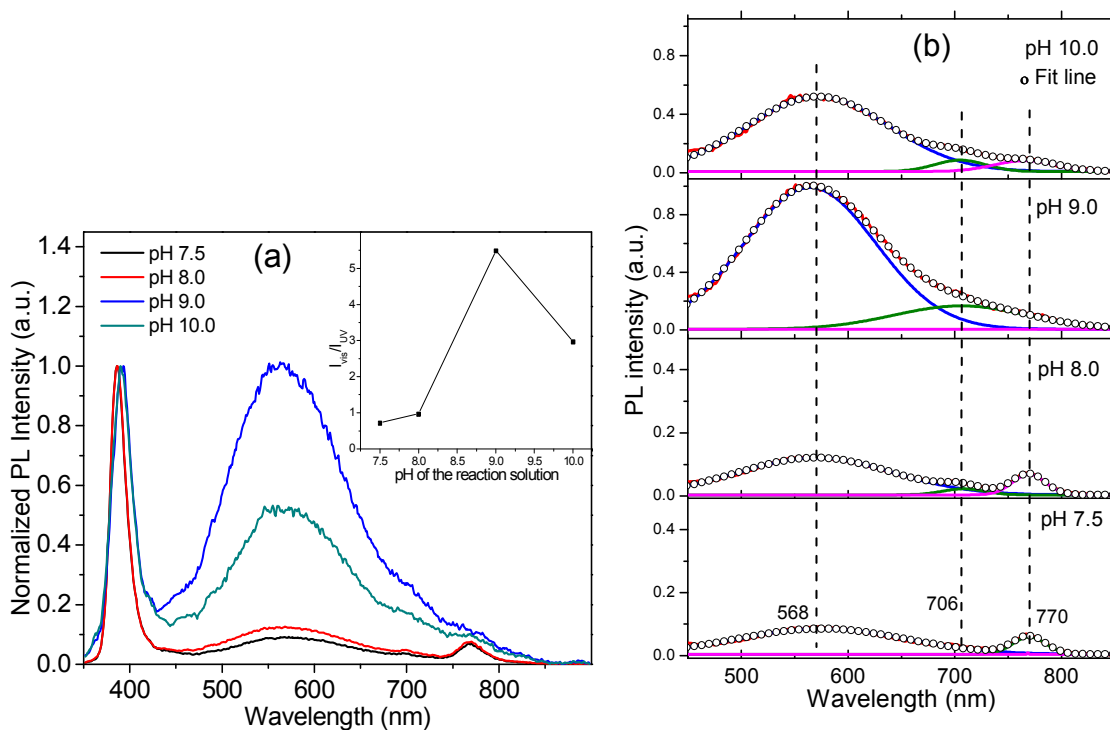 (a)
pH 7.5
pH 8.0
pH 9.0
pH 10.0
Normalized PL Intensity (a.u.)
1.4
1.2
1.0
0.8
0.6
0.4
0.2
0.0
400 500 600 700 800
Wavelength (nm)
I_vis/I_UV
5
4
3
2
1
0
7.5 8.0 8.5 9.0 9.5 10.0
pH of the reaction solution
(b)
pH 10.0
Fit line
0.8
0.4
0.0
pH 9.0
0.8
0.4
0.0
pH 8.0
0.2
0.0
pH 7.5
568
706
770
0.2
0.0
PL intensity (a.u.)
500 600 700 800
Wavelength (nm)